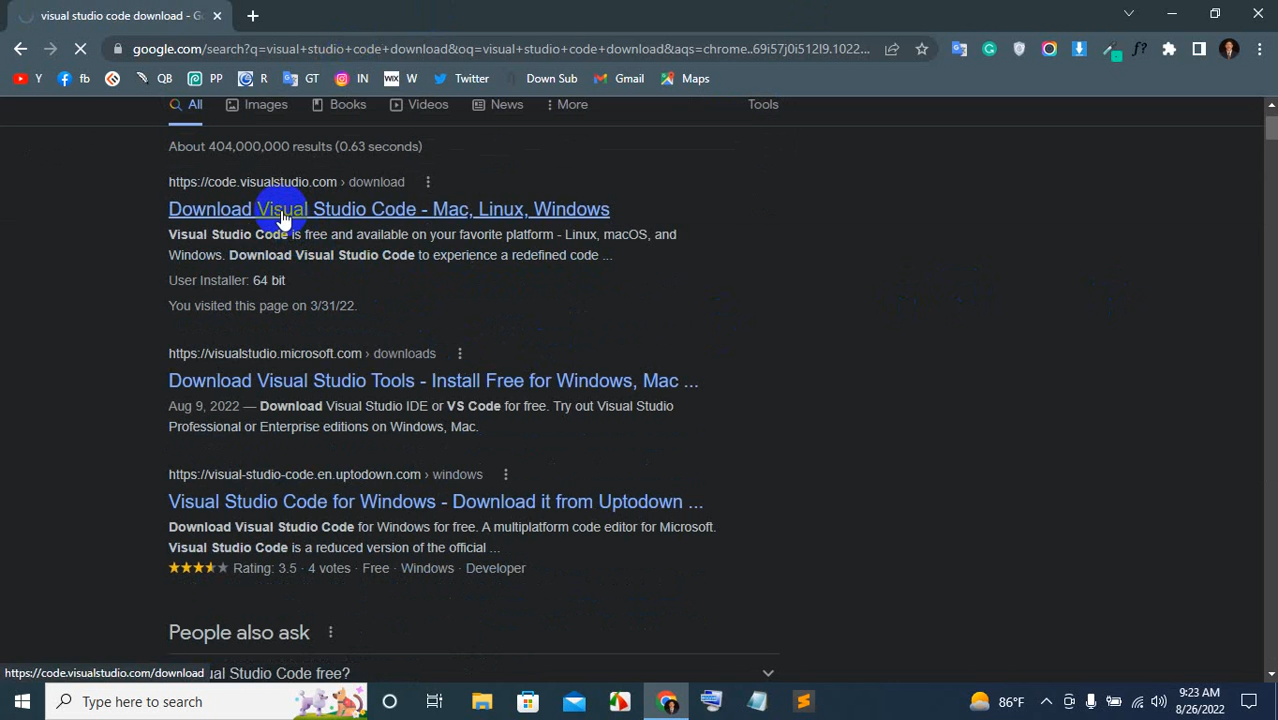 visual studio code download - Go
google.com/search?q=visual+studio+code+download&oq=visual+studio+code+download&aqs=chrome..69i57j0i512l9.1022...
Y fb QB PP R GT IN WIX W Twitter Down Sub Gmail Maps
All Images Books Videos News More Tools
About 404,000,000 results (0.63 seconds)
https://code.visualstudio.com › download
Download Visual Studio Code - Mac, Linux, Windows
Visual Studio Code is free and available on your favorite platform - Linux, macOS, and
Windows. Download Visual Studio Code to experience a redefined code ...
User Installer: 64 bit
You visited this page on 3/31/22.
https://visualstudio.microsoft.com › downloads
Download Visual Studio Tools - Install Free for Windows, Mac ...
Aug 9, 2022 — Download Visual Studio IDE or VS Code for free. Try out Visual Studio
Professional or Enterprise editions on Windows, Mac.
https://visual-studio-code.en.uptodown.com › windows
Visual Studio Code for Windows - Download it from Uptodown ...
Download Visual Studio Code for Windows for free. A multiplatform code editor for Microsoft.
Visual Studio Code is a reduced version of the official ...
Rating: 3.5 · 4 votes · Free · Windows · Developer
People also ask
https://code.visualstudio.com/download
ual Studio Code free?
Type here to search
86°F
9:23 AM
8/26/2022